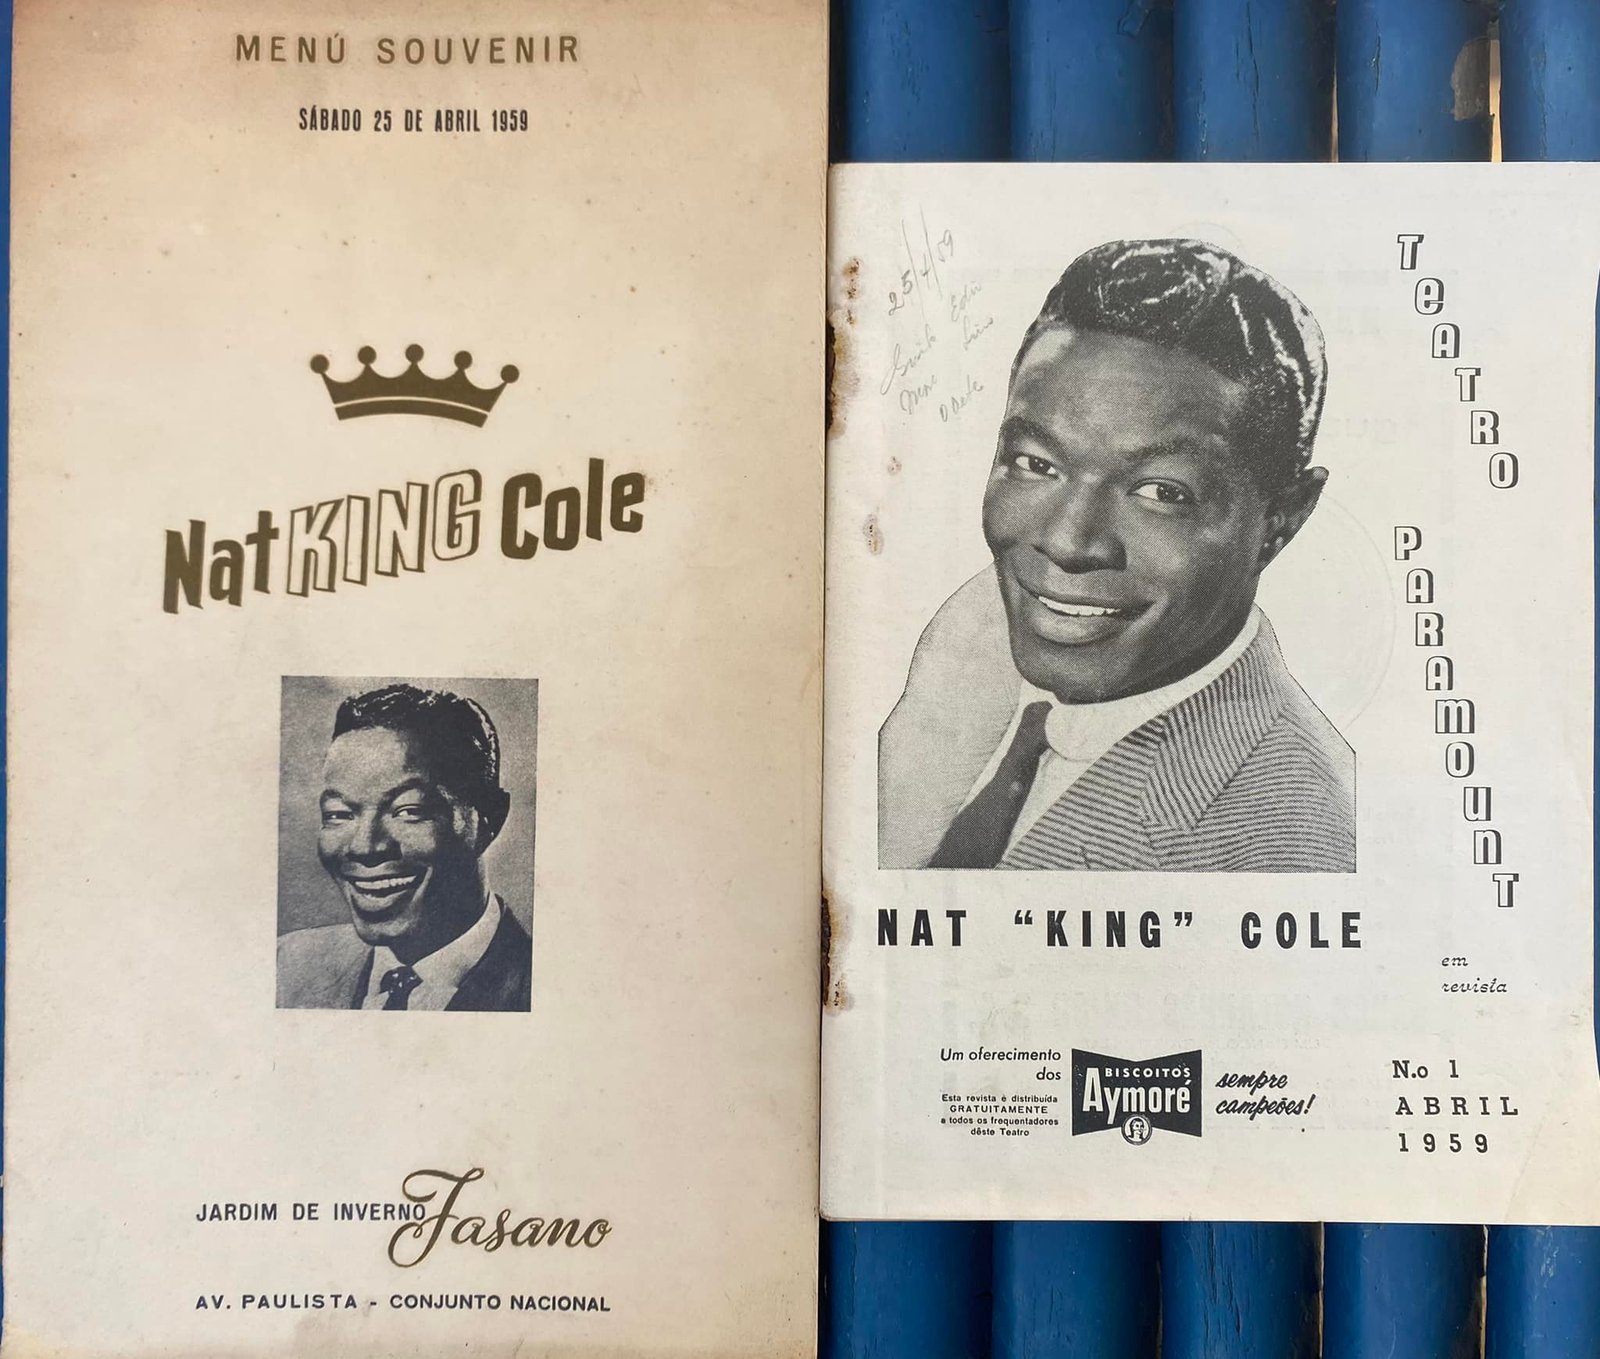 MENÚ SOUVENIR
SÁBADO 25 DE ABRIL 1959
Nat KING Cole
JARDIM DE INVERNO Fasano
AV. PAULISTA - CONJUNTO NACIONAL
25/4/59
TEATRO
PARAMOUNT
NAT “KING” COLE
em
revista
Um oferecimento
dos
Esta revista é distribuída
GRATUITAMENTE
a todos os frequentadores
dêste Teatro
BISCOITOS
Aymoré
sempre
campeões!
N.o 1
ABRIL
1959